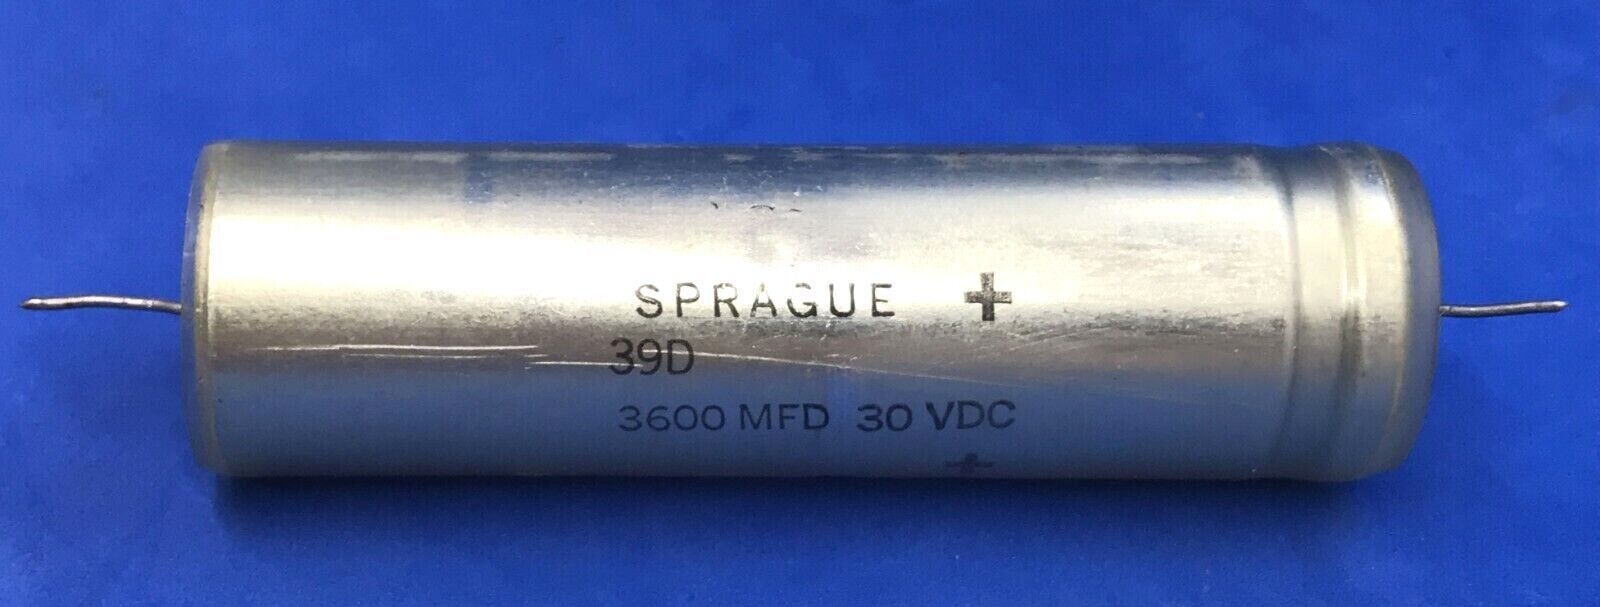 SPRAGUE +
39D
3600 MFD 30 VDC
+